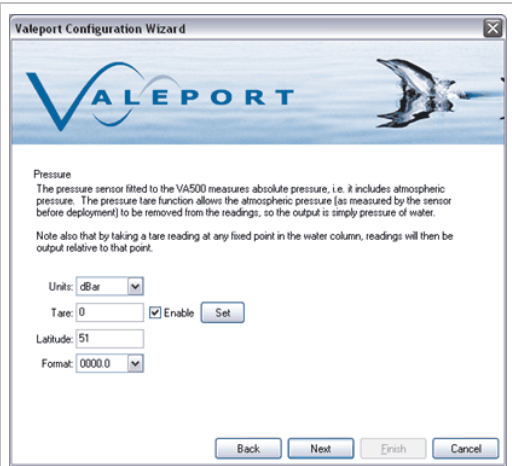 Valeport Configuration Wizard
VALEPORT
Pressure
The pressure sensor fitted to the VA500 measures absolute pressure, i.e. it includes atmospheric
pressure. The pressure tare function allows the atmospheric pressure (as measured by the sensor
before deployment) to be removed from the readings, so the output is simply pressure of water.
Note also that by taking a tare reading at any fixed point in the water column, readings will then be
output relative to that point.
Units: dBar
Tare: 0 Enable Set
Latitude: 51
Format: 0000.0
Back Next Finish Cancel